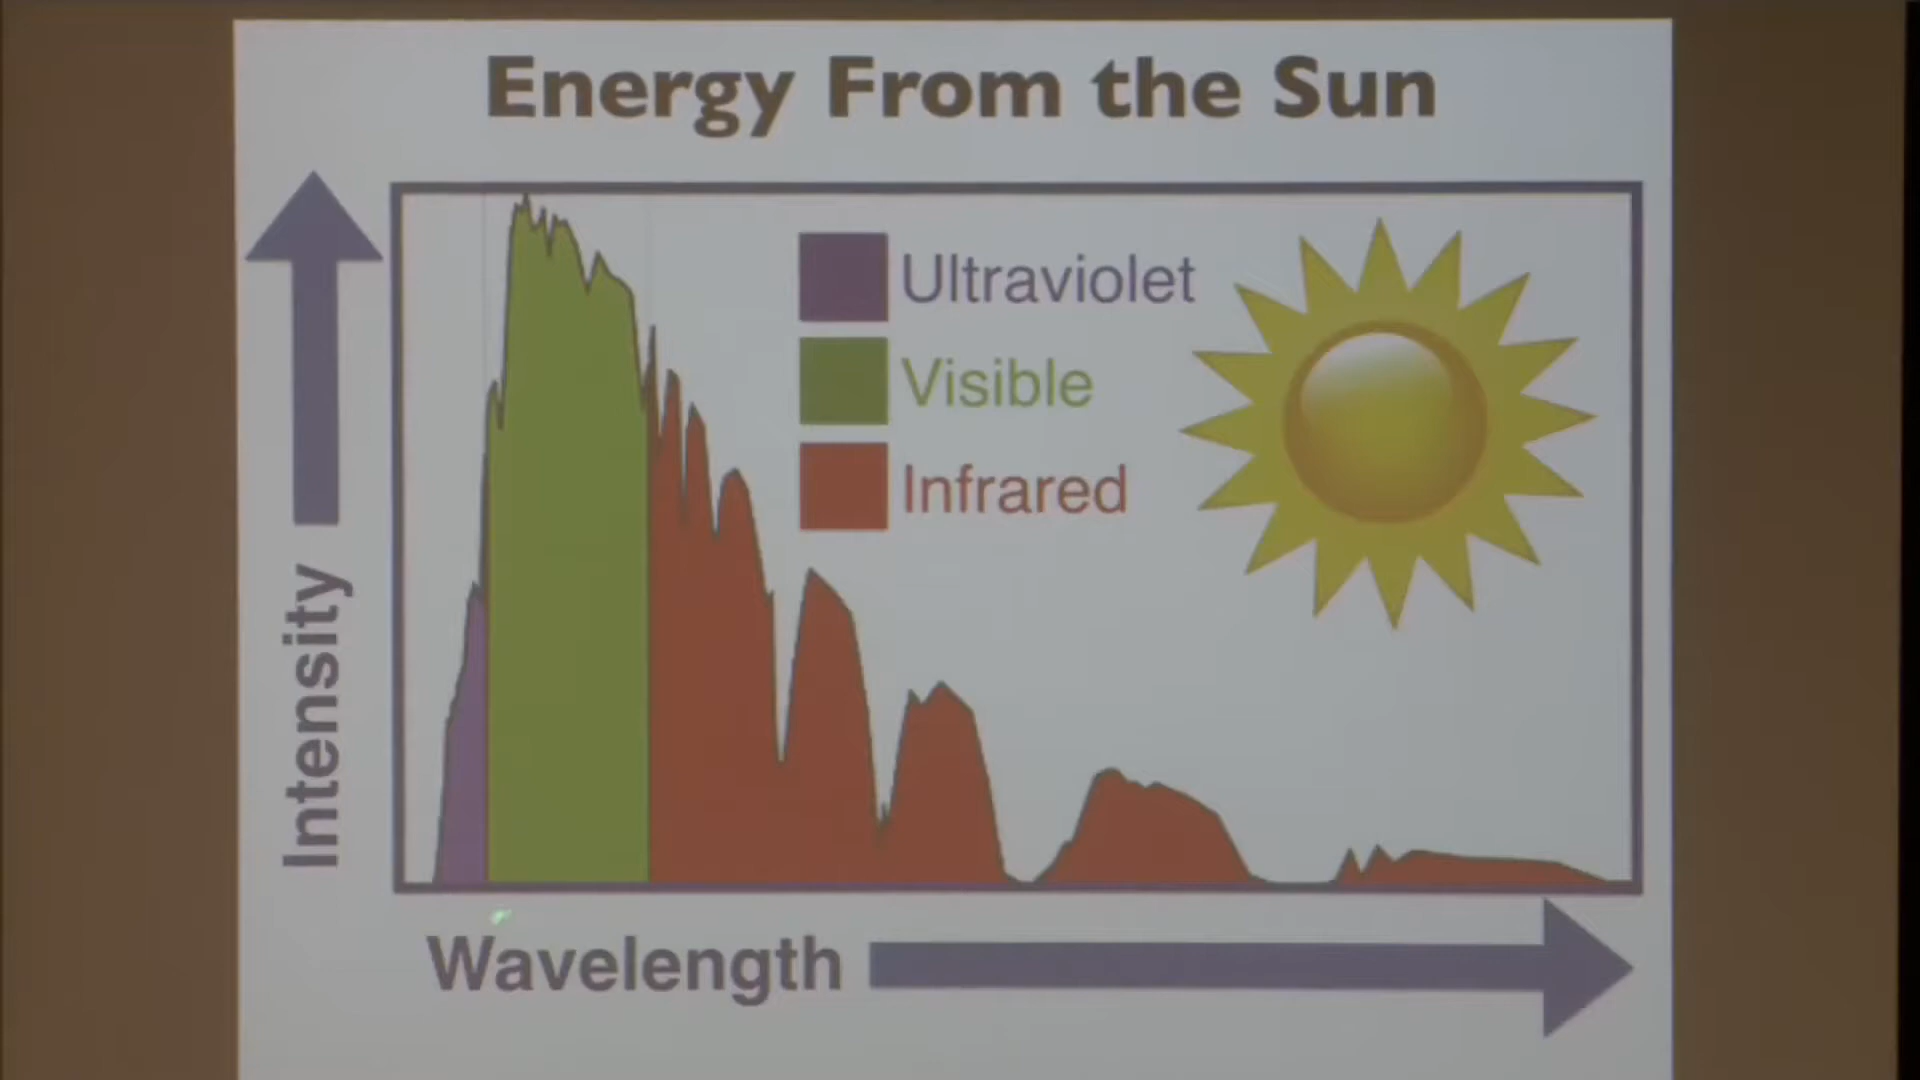 Energy From the Sun
Ultraviolet
Visible
Infrared
Intensity
Wavelength